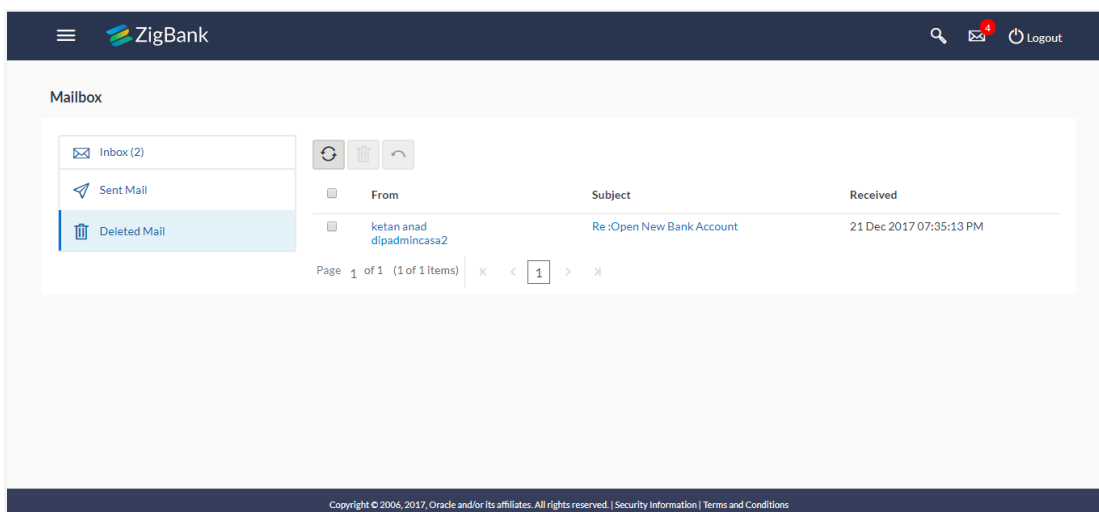 ZigBank
4
Logout
Mailbox
Inbox (2)
Sent Mail
Deleted Mail
From Subject Received
ketan anad Re :Open New Bank Account 21 Dec 2017 07:35:13 PM
dipadmincasa2
Page 1 of 1 (1 of 1 items) K < 1 > K
Copyright © 2006, 2017, Oracle and/or its affiliates. All rights reserved. | Security Information | Terms and Conditions